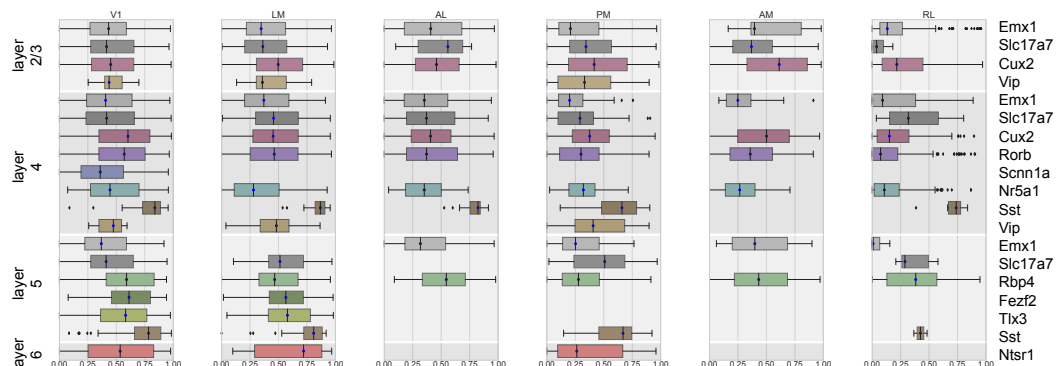 V1 LM AL PM AM RL
layer 2/3
Emx1
Slc17a7
Cux2
Vip
layer 4
Emx1
Slc17a7
Cux2
Rorb
Scnn1a
Nr5a1
Sst
Vip
layer 5
Emx1
Slc17a7
Rbp4
Fezf2
Tlx3
Sst
layer 6
Ntsr1
0.00 0.25 0.50 0.75 1.00 0.00 0.25 0.50 0.75 1.00 0.00 0.25 0.50 0.75 1.00 0.00 0.25 0.50 0.75 1.00 0.00 0.25 0.50 0.75 1.00 0.00 0.25 0.50 0.75 1.00